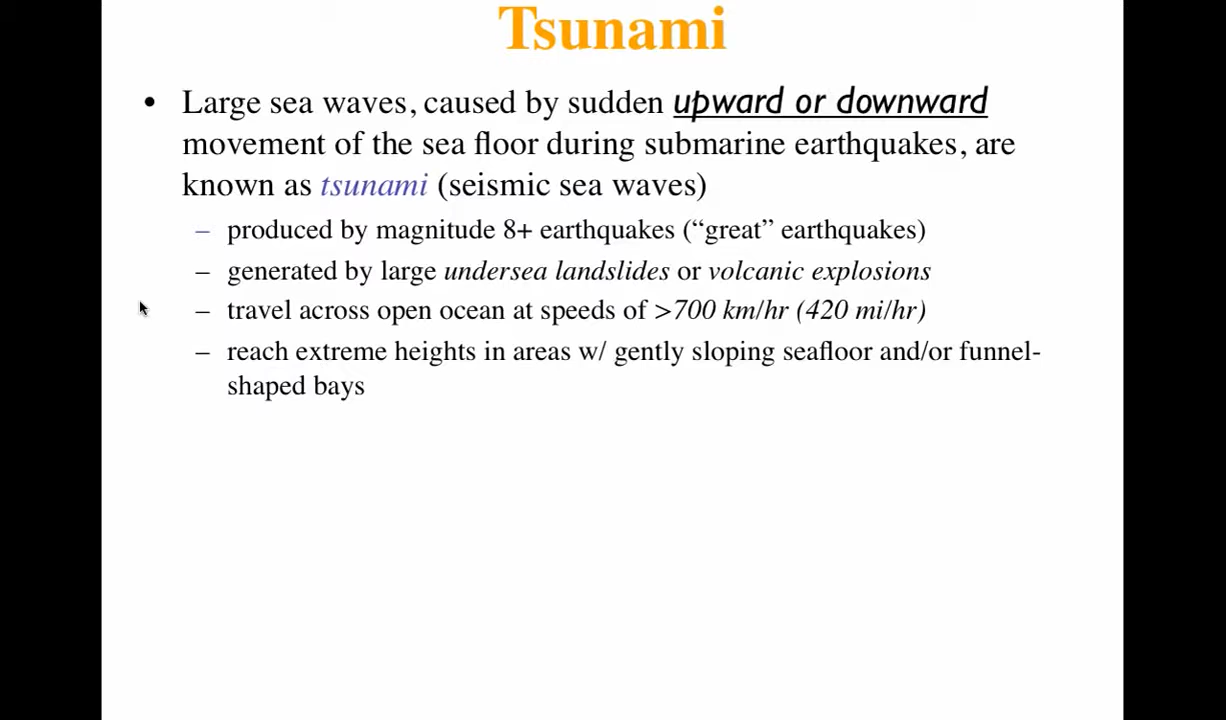 Tsunami
• Large sea waves, caused by sudden upward or downward
movement of the sea floor during submarine earthquakes, are
known as tsunami (seismic sea waves)
– produced by magnitude 8+ earthquakes (“great” earthquakes)
– generated by large undersea landslides or volcanic explosions
– travel across open ocean at speeds of >700 km/hr (420 mi/hr)
– reach extreme heights in areas w/ gently sloping seafloor and/or funnel-
shaped bays